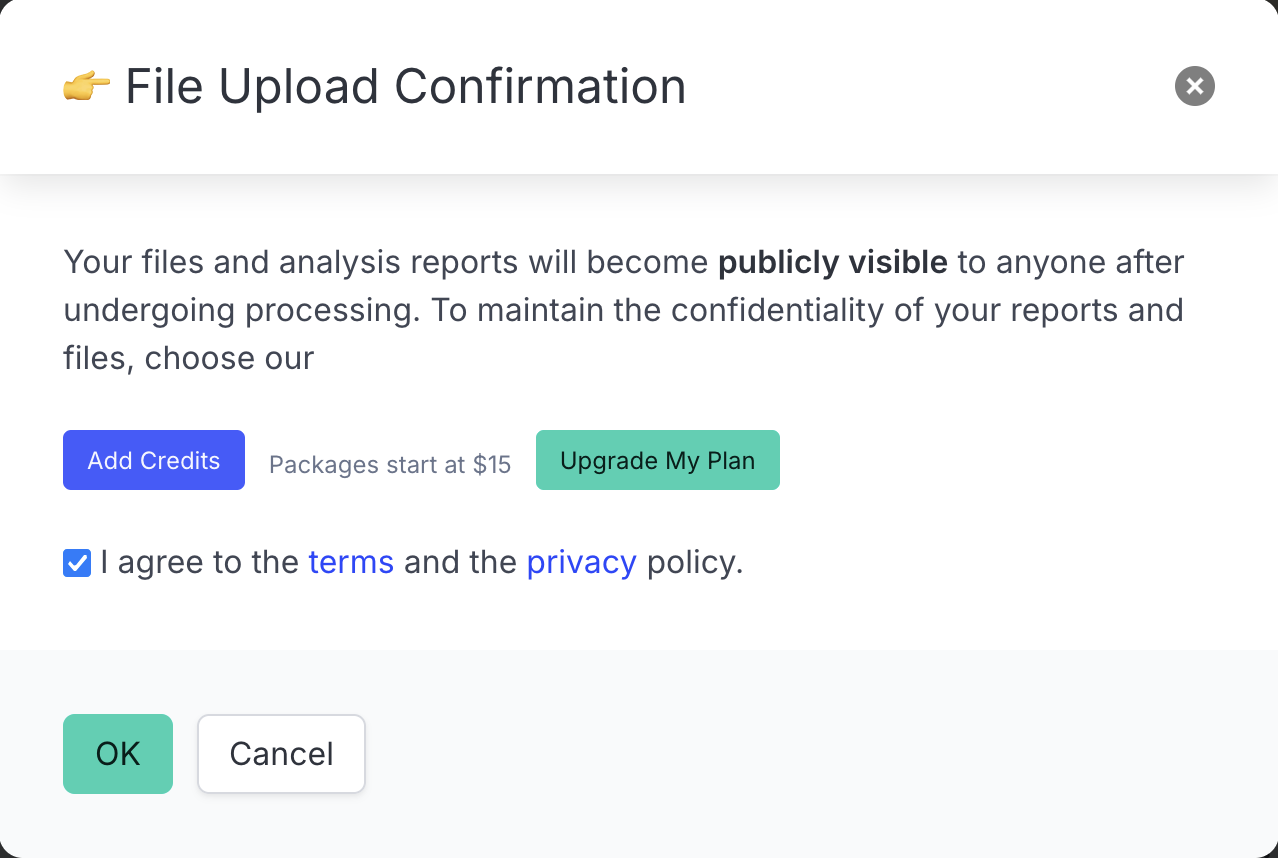 👉 File Upload Confirmation
Your files and analysis reports will become publicly visible to anyone after
undergoing processing. To maintain the confidentiality of your reports and
files, choose our
Add Credits Packages start at $15 Upgrade My Plan
I agree to the terms and the privacy policy.
OK Cancel